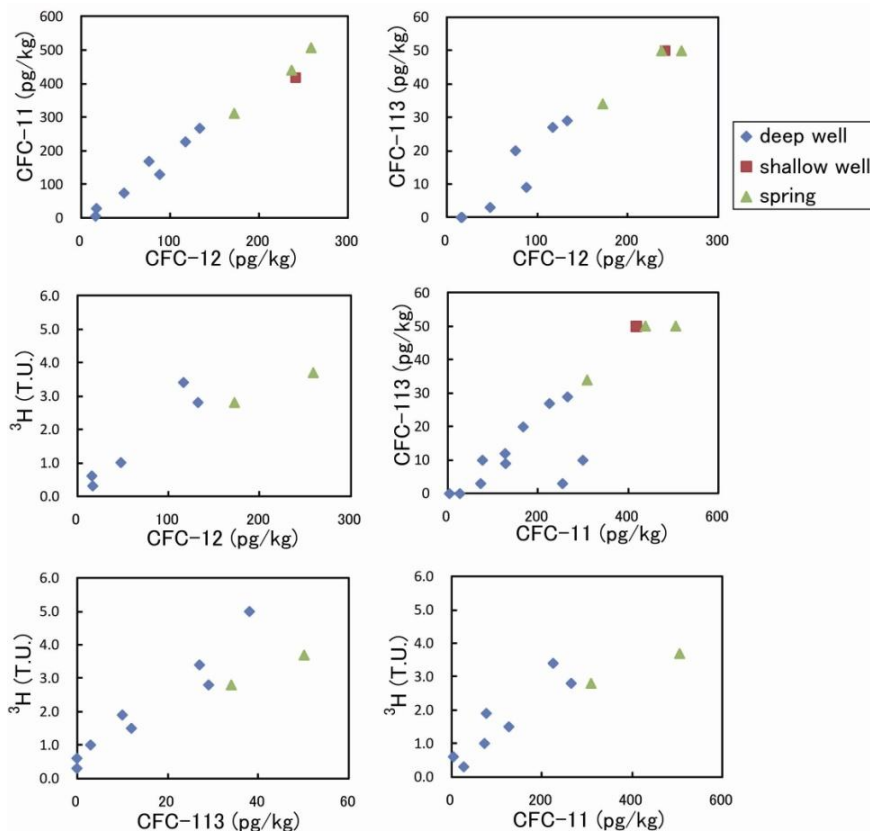 CFC-11 (pg/kg)
600
500
400
300
200
100
0
0 100 200 300
CFC-12 (pg/kg)
CFC-113 (pg/kg)
60
50
40
30
20
10
0
0 100 200 300
CFC-12 (pg/kg)
deep well
shallow well
spring
³H (T.U.)
6.0
5.0
4.0
3.0
2.0
1.0
0.0
0 100 200 300
CFC-12 (pg/kg)
CFC-113 (pg/kg)
60
50
40
30
20
10
0
0 200 400 600
CFC-11 (pg/kg)
³H (T.U.)
6.0
5.0
4.0
3.0
2.0
1.0
0.0
0 20 40 60
CFC-113 (pg/kg)
³H (T.U.)
6.0
5.0
4.0
3.0
2.0
1.0
0.0
0 200 400 600
CFC-11 (pg/kg)